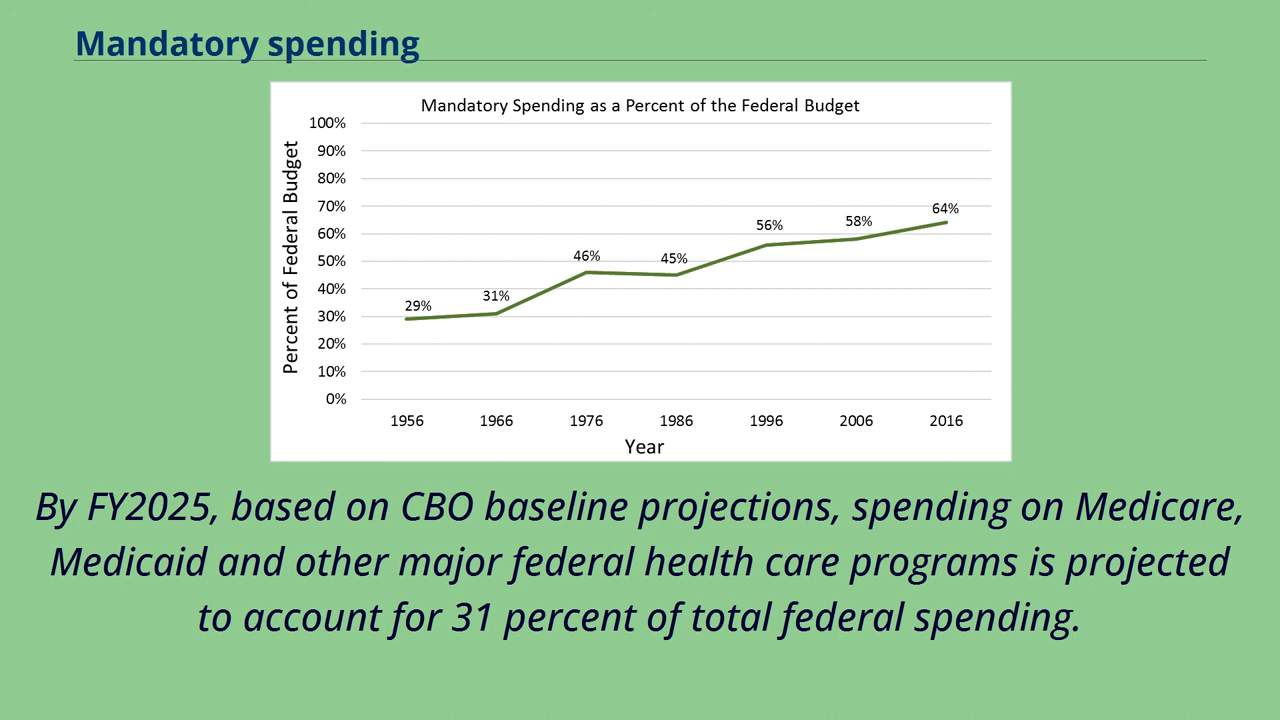 Mandatory spending
Mandatory Spending as a Percent of the Federal Budget
Percent of Federal Budget
100%
90%
80%
70%
60%
50%
40%
30%
20%
10%
0%
29%
31%
46%
45%
56%
58%
64%
1956 1966 1976 1986 1996 2006 2016
Year
By FY2025, based on CBO baseline projections, spending on Medicare,
Medicaid and other major federal health care programs is projected
to account for 31 percent of total federal spending.